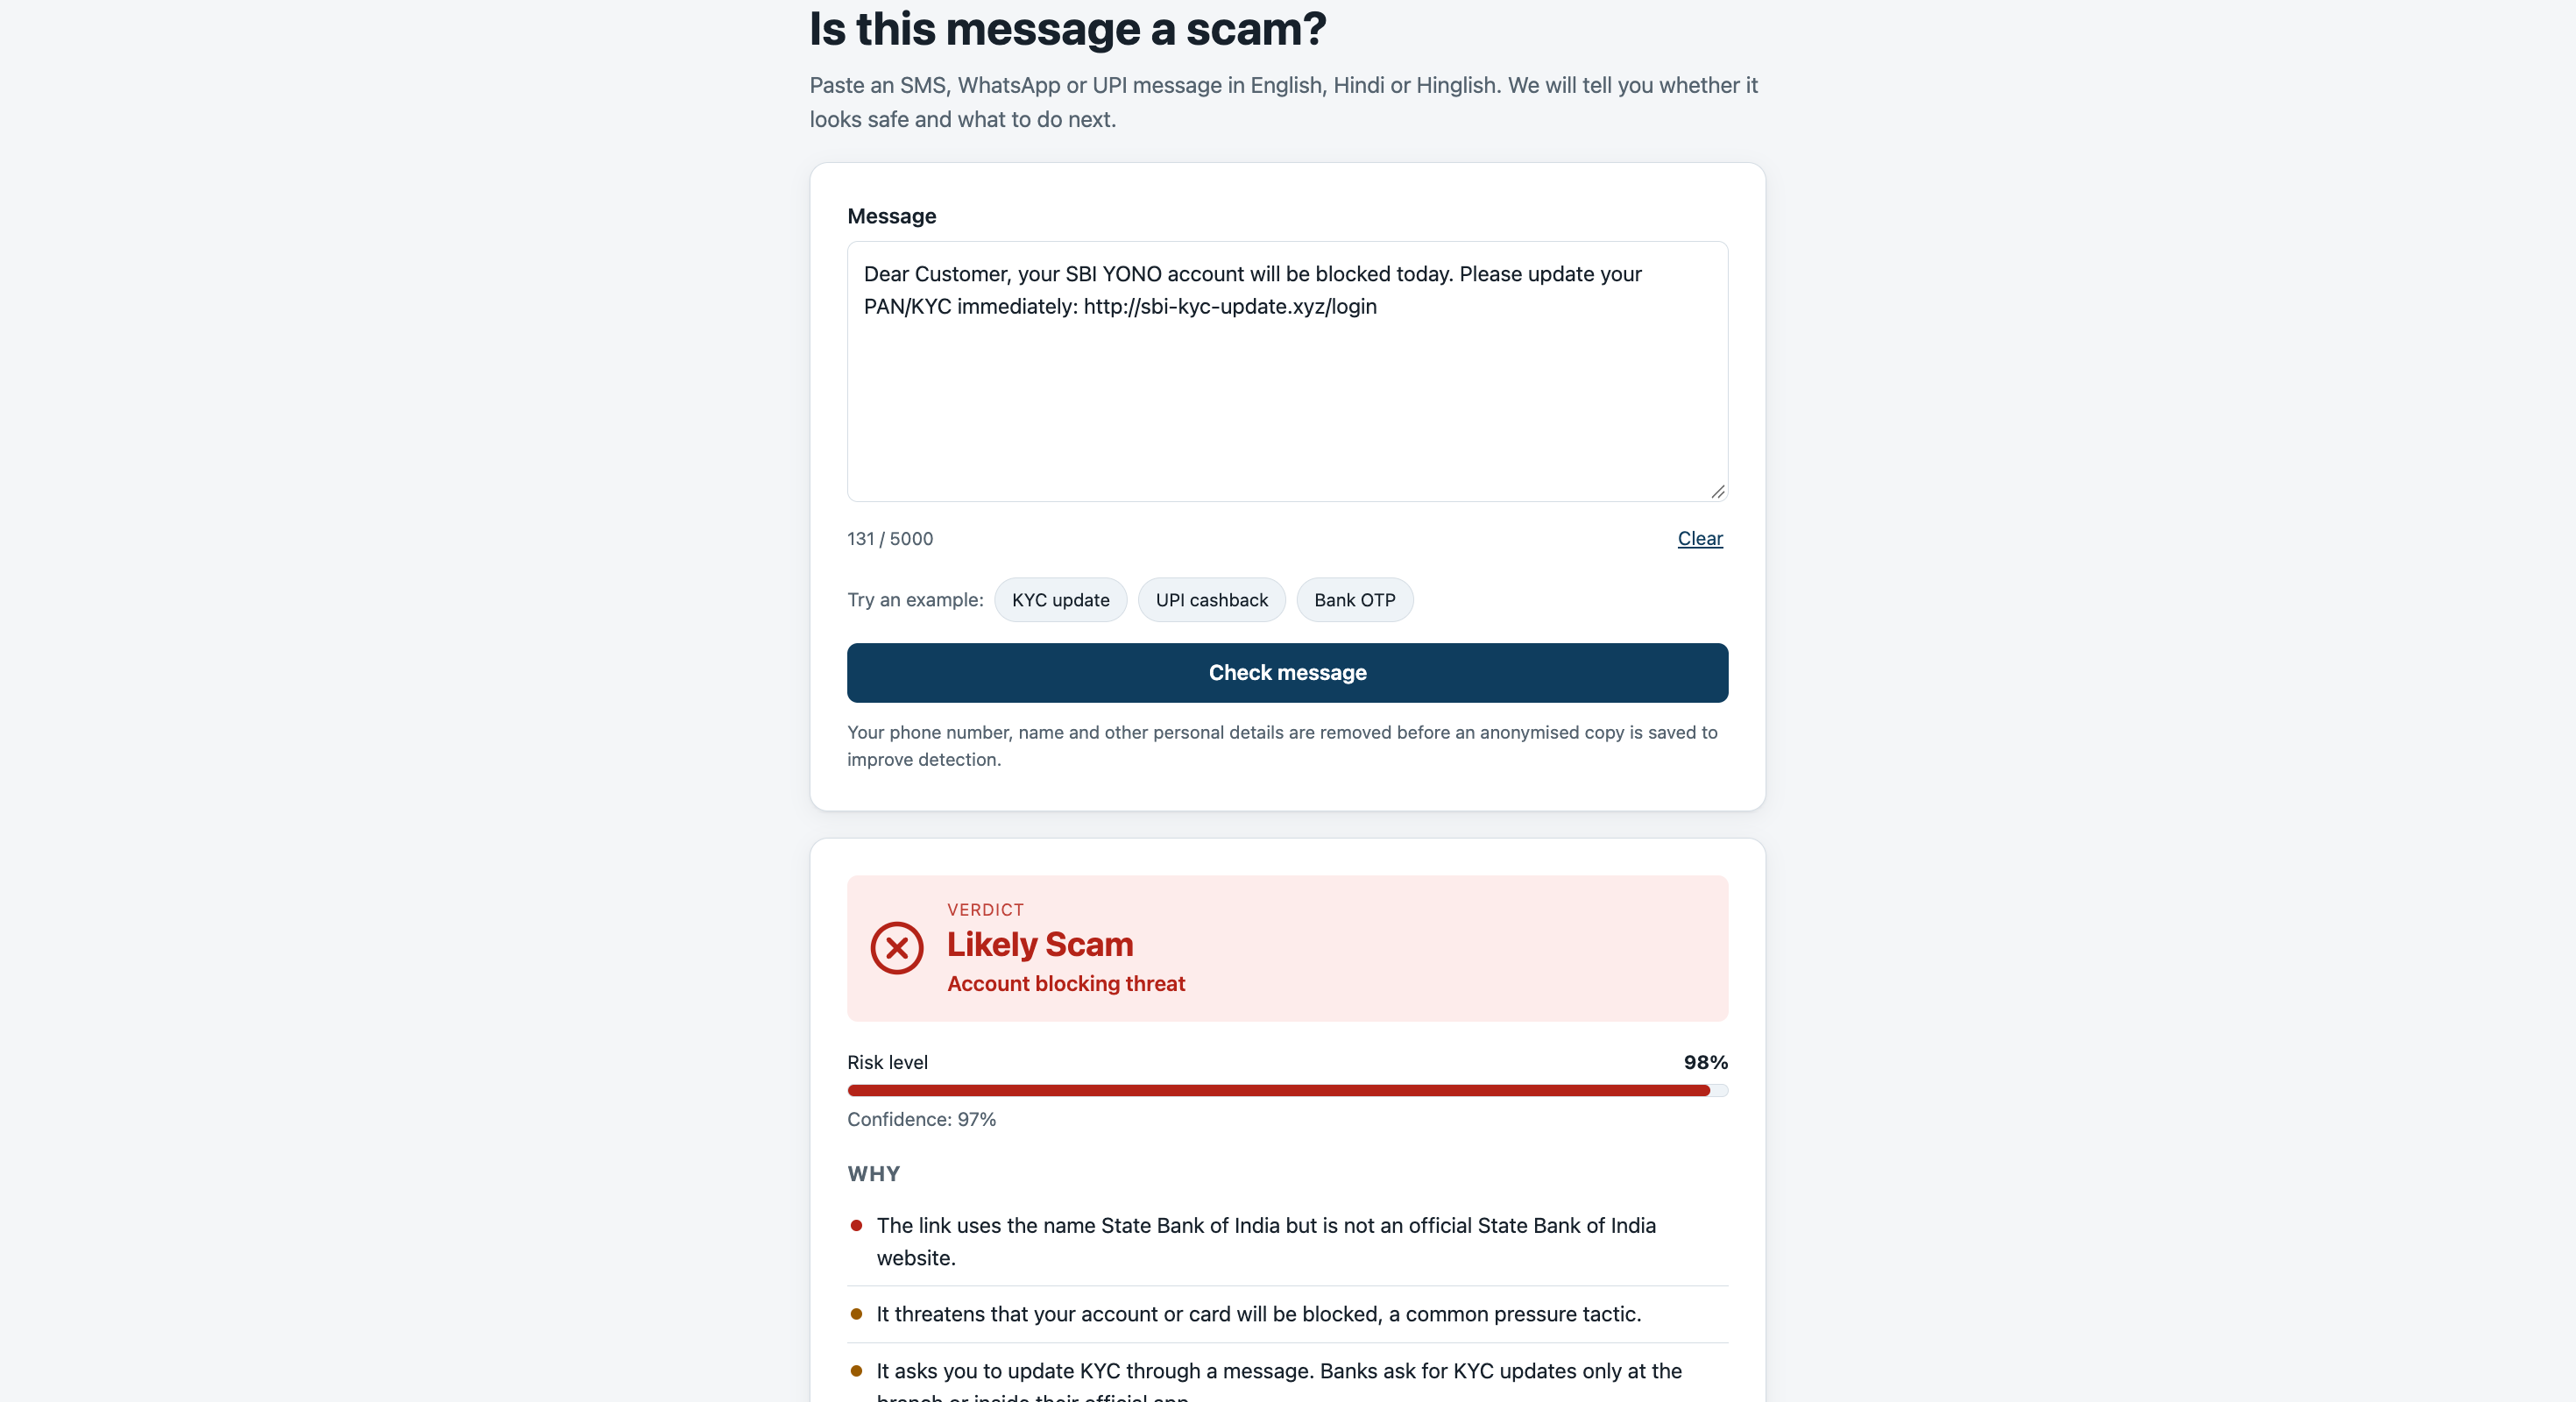 Is this message a scam?
Paste an SMS, WhatsApp or UPI message in English, Hindi or Hinglish. We will tell you whether it
looks safe and what to do next.
Message
Dear Customer, your SBI YONO account will be blocked today. Please update your
PAN/KYC immediately: http://sbi-kyc-update.xyz/login
131 / 5000
Clear
Try an example: KYC update UPI cashback Bank OTP
Check message
Your phone number, name and other personal details are removed before an anonymised copy is saved to
improve detection.
VERDICT
Likely Scam
Account blocking threat
Risk level 98%
Confidence: 97%
WHY
The link uses the name State Bank of India but is not an official State Bank of India
website.
It threatens that your account or card will be blocked, a common pressure tactic.
It asks you to update KYC through a message. Banks ask for KYC updates only at the
branch or inside their official app.